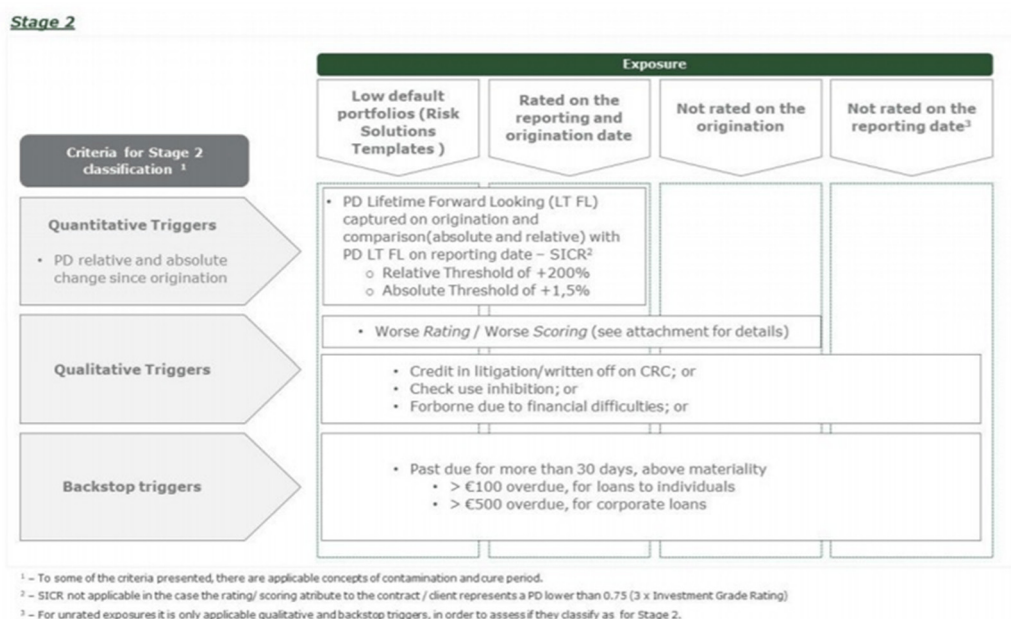 Stage 2
Exposure
Low default
portfolios (Risk
Solutions
Templates )
Rated on the
reporting and
origination date
Not rated on the
origination
Not rated on the
reporting date³
Criteria for Stage 2
classification ¹
Quantitative Triggers
• PD relative and absolute
change since origination
• PD Lifetime Forward Looking (LT FL)
captured on origination and
comparison(absolute and relative) with
PD LT FL on reporting date – SICR²
o Relative Threshold of +200%
o Absolute Threshold of +1,5%
• Worse Rating / Worse Scoring (see attachment for details)
Qualitative Triggers
• Credit in litigation/written off on CRC; or
• Check use inhibition; or
• Forborne due to financial difficulties; or
Backstop triggers
• Past due for more than 30 days, above materiality
• > €100 overdue, for loans to individuals
• > €500 overdue, for corporate loans
¹ – To some of the criteria presented, there are applicable concepts of contamination and cure period.
² – SICR not applicable in the case the rating/ scoring atribute to the contract / client represents a PD lower than 0.75 (3 x Investment Grade Rating)
³ – For unrated exposures it is only applicable qualitative and backstop triggers, in order to assess if they classify as for Stage 2.